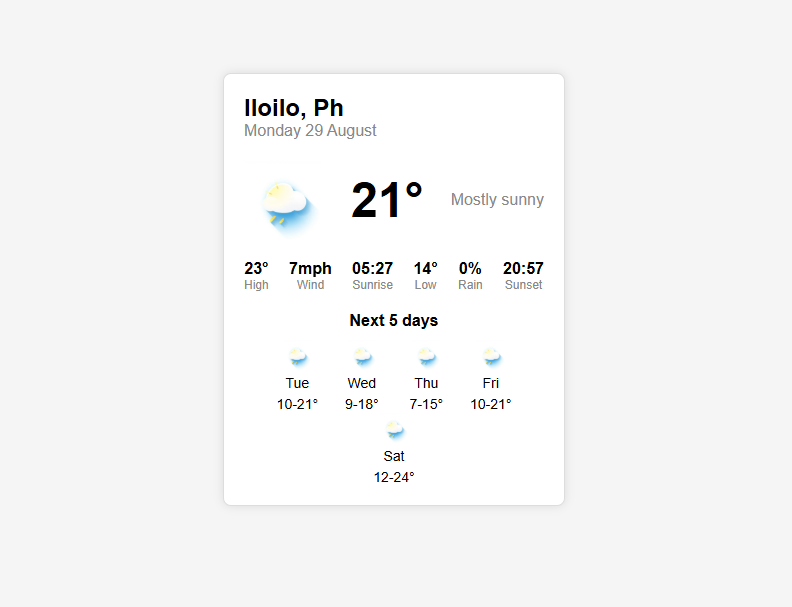 Iloilo, Ph
Monday 29 August
21° Mostly sunny
23° 7mph 05:27 14° 0% 20:57
High Wind Sunrise Low Rain Sunset
Next 5 days
Tue Wed Thu Fri
10-21° 9-18° 7-15° 10-21°
Sat
12-24°